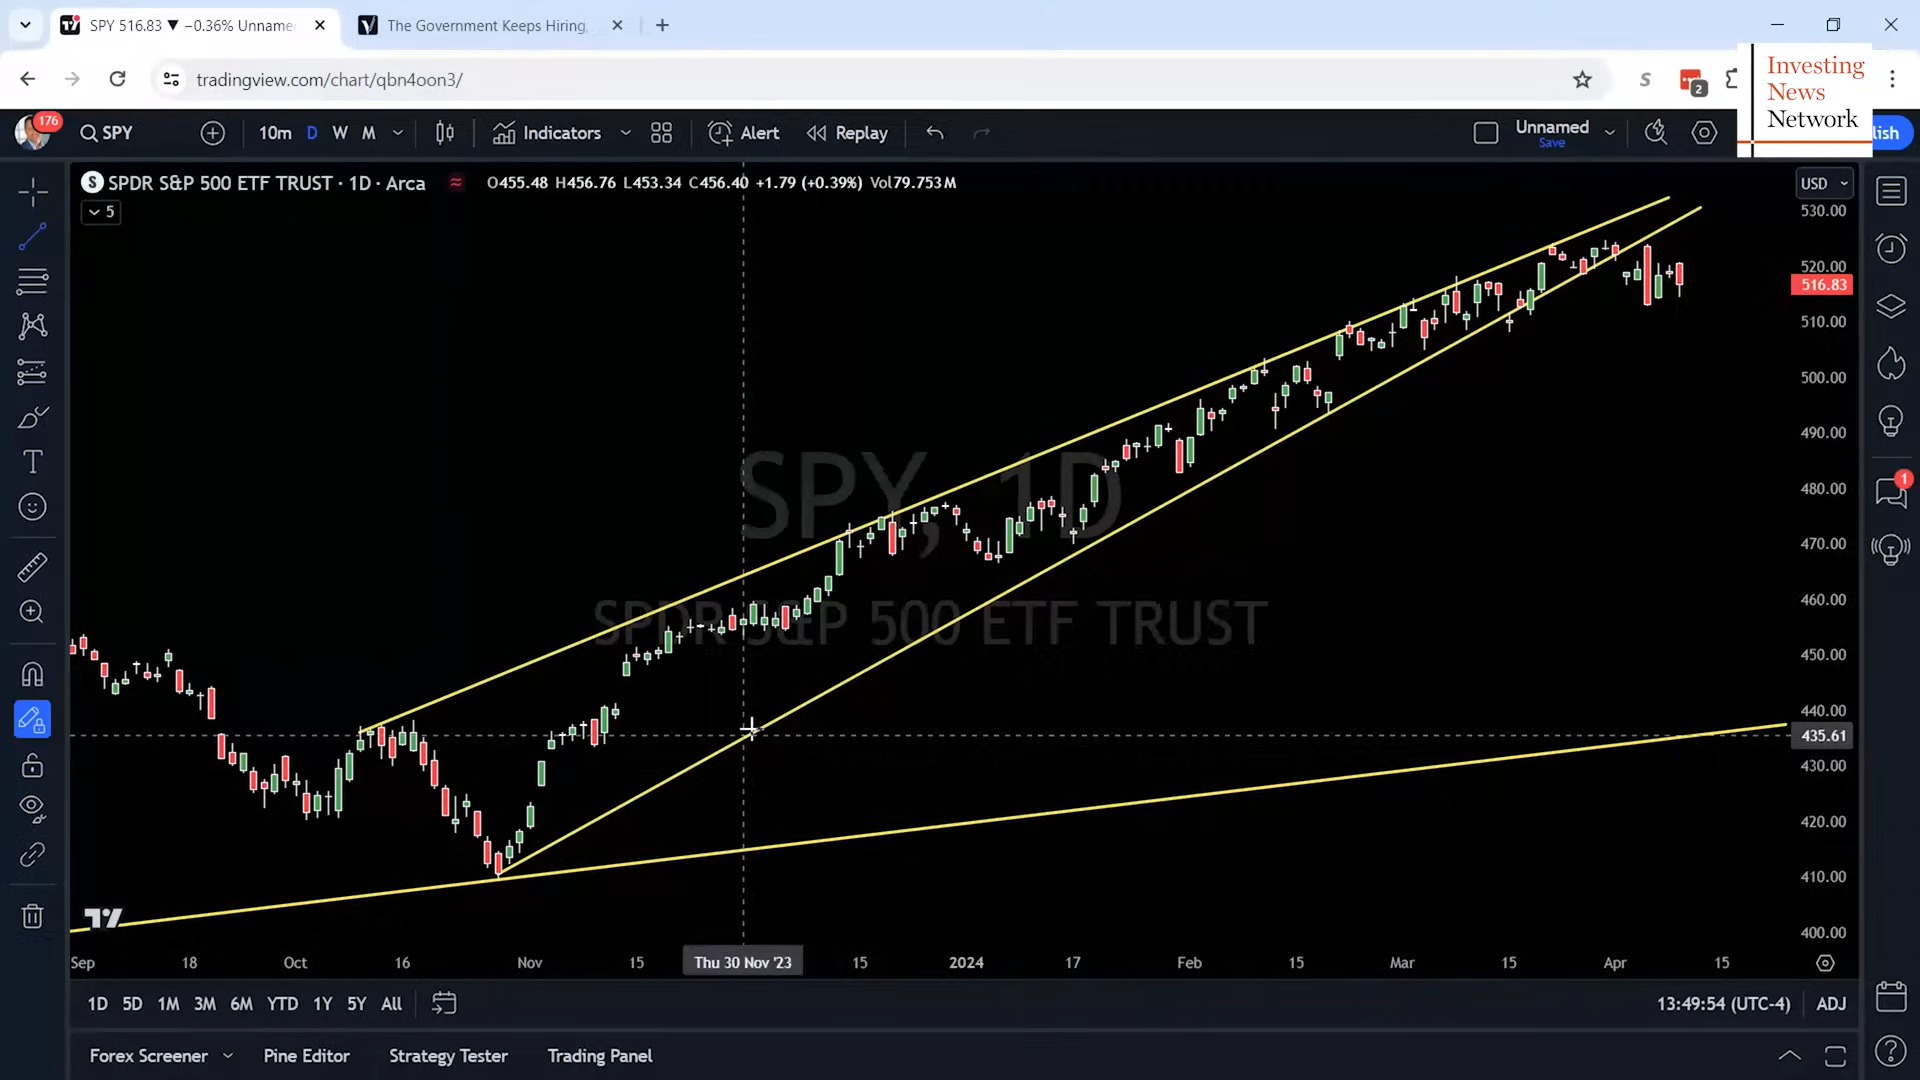 SPY 516.83 ▼ −0.36% Unname
The Government Keeps Hiring,
tradingview.com/chart/qbn4oon3/
S
2
Investing
News
Network
176
SPY
10m
D
W
M
Indicators
Alert
Replay
Unnamed
Save
lish
S
SPDR S&P 500 ETF TRUST · 1D · Arca
O455.48 H456.76 L453.34 C456.40 +1.79 (+0.39%) Vol79.753M
5
USD
530.00
520.00
516.83
510.00
500.00
490.00
480.00
470.00
460.00
450.00
440.00
435.61
430.00
420.00
410.00
400.00
SPY, 1D
SPDR S&P 500 ETF TRUST
1
Sep
18
Oct
16
Nov
15
Thu 30 Nov '23
15
2024
17
Feb
15
Mar
15
Apr
15
1D 5D 1M 3M 6M YTD 1Y 5Y All
13:49:54 (UTC-4)
ADJ
Forex Screener
Pine Editor
Strategy Tester
Trading Panel